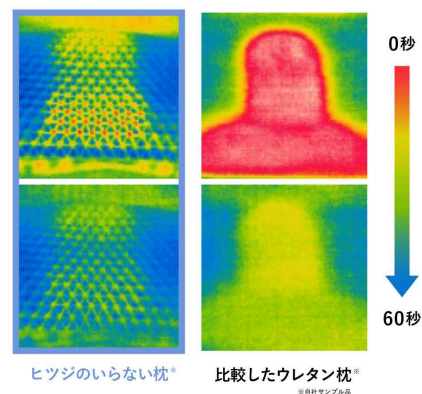 0秒
60秒
ヒツジのいらない枕®
比較したウレタン枕※
※自社サンプル品